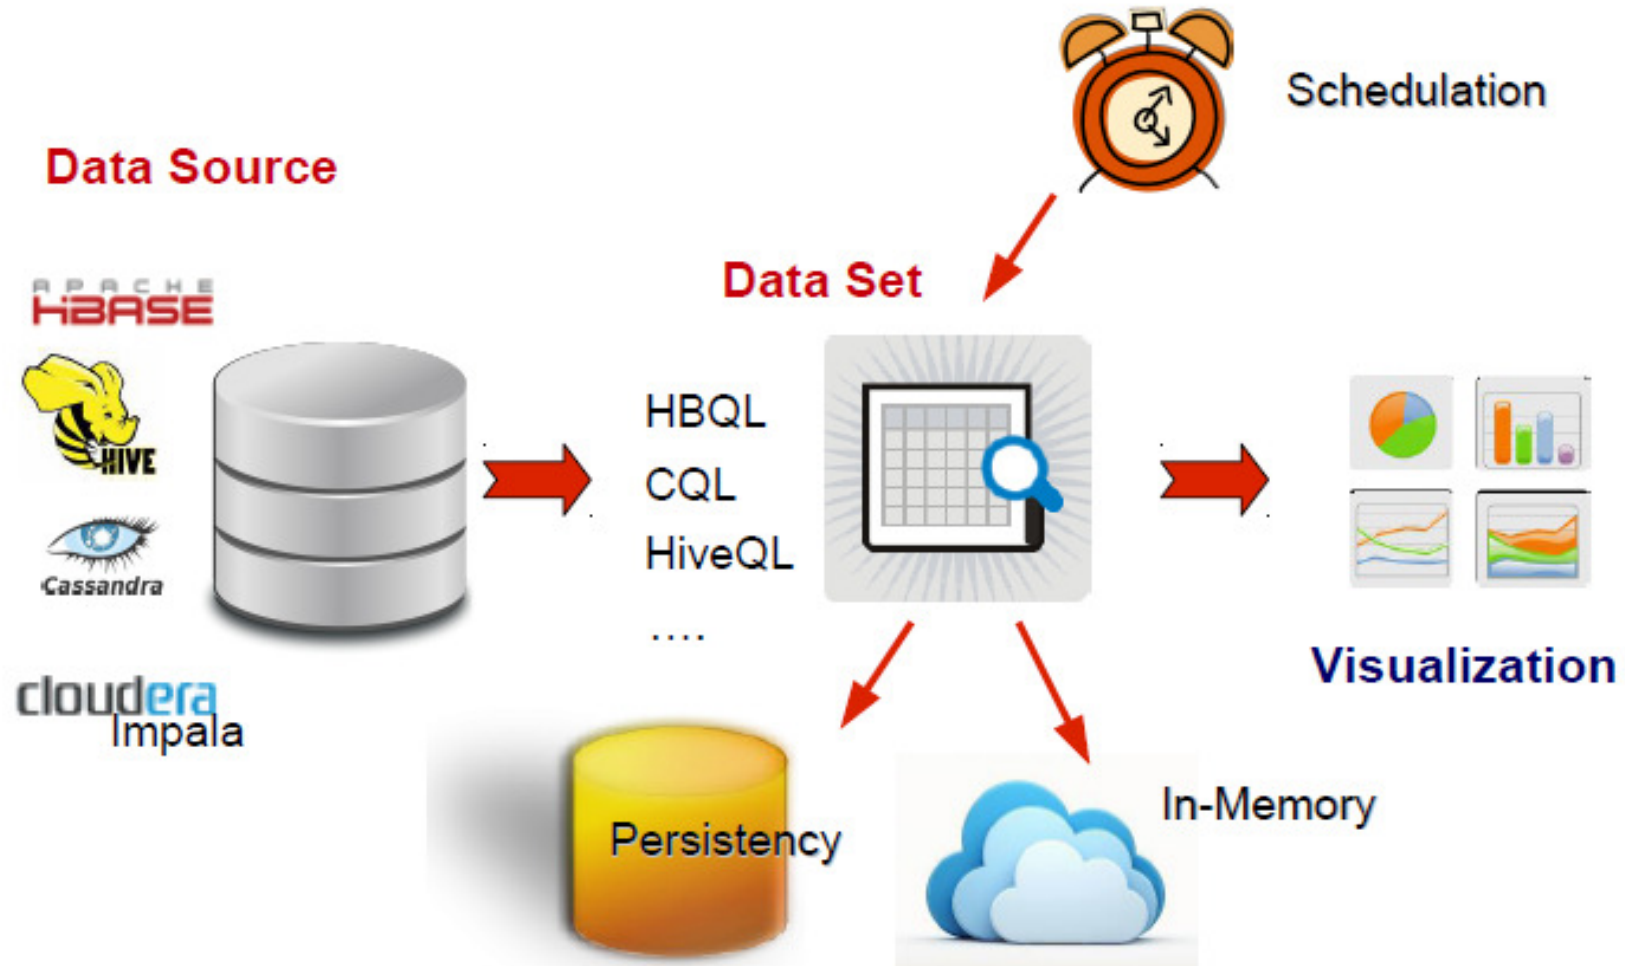 Schedulation
Data Source
Data Set
APACHE
HBASE
HIVE
Cassandra
cloudera
Impala
HBQL
CQL
HiveQL
....
Visualization
Persistency
In-Memory